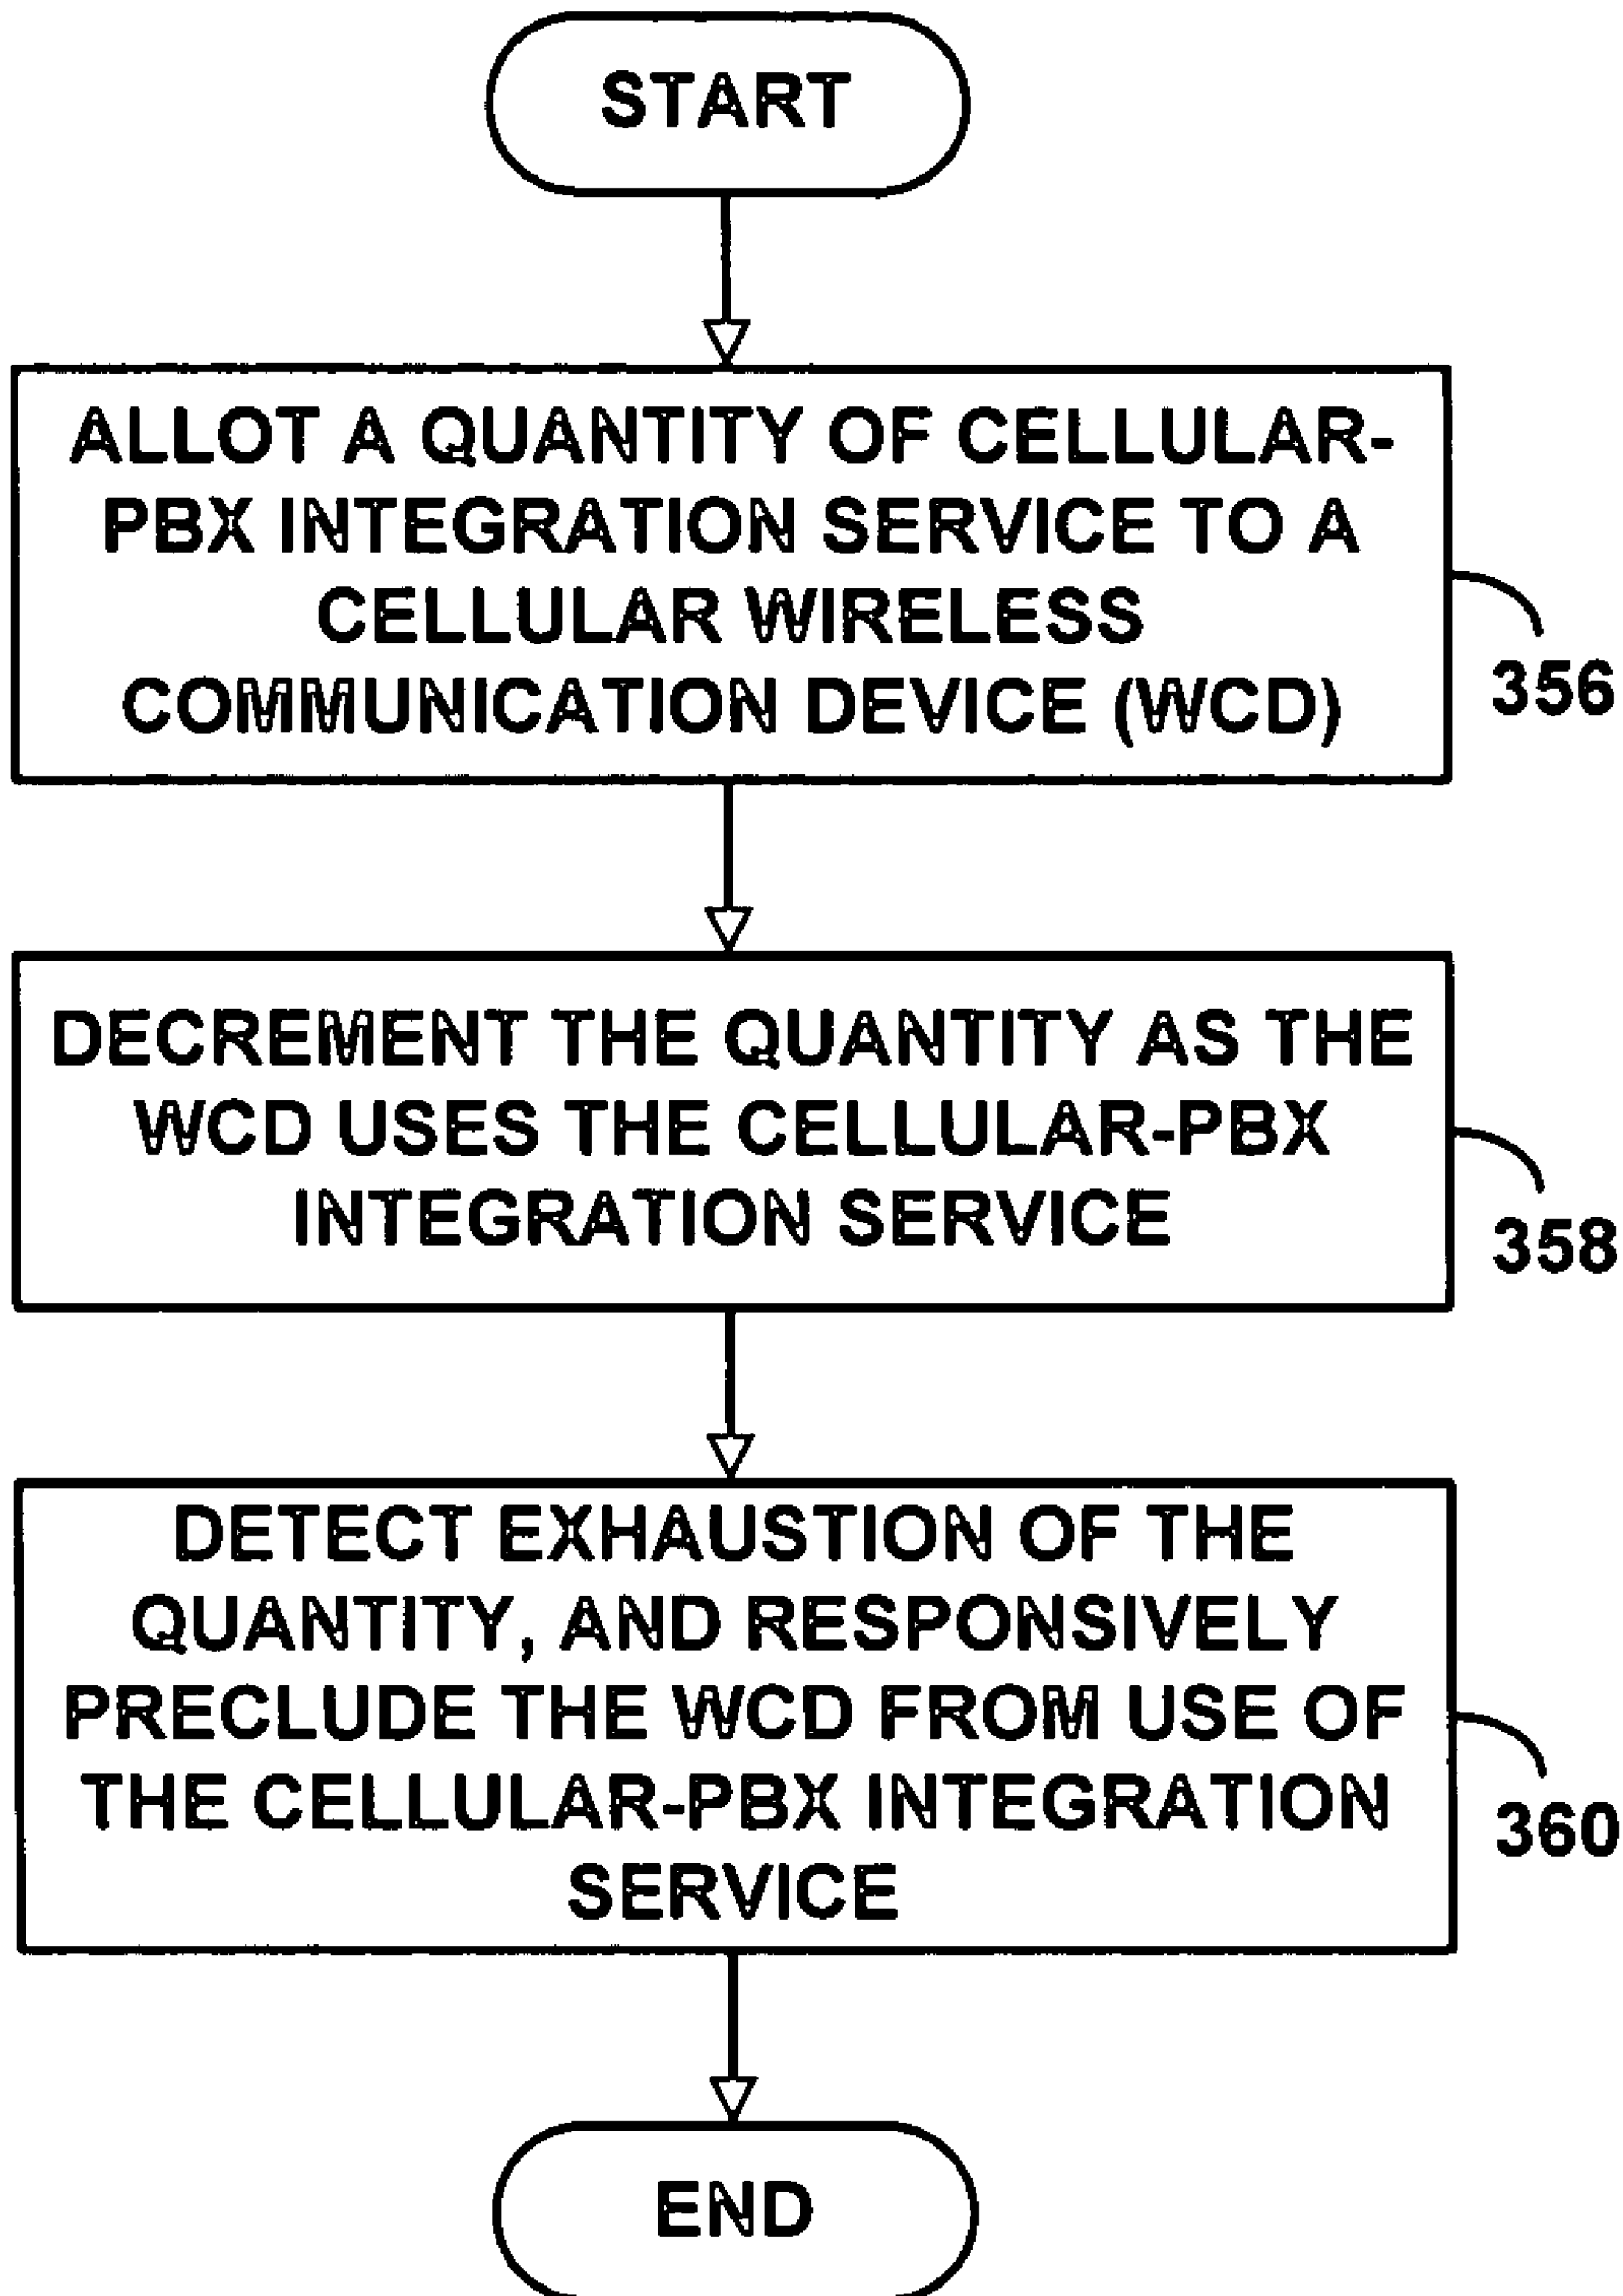 START
ALLOT A QUANTITY OF CELLULAR-
PBX INTEGRATION SERVICE TO A
CELLULAR WIRELESS
COMMUNICATION DEVICE (WCD)
356
DECREMENT THE QUANTITY AS THE
WCD USES THE CELLULAR-PBX
INTEGRATION SERVICE
358
DETECT EXHAUSTION OF THE
QUANTITY, AND RESPONSIVELY
PRECLUDE THE WCD FROM USE OF
THE CELLULAR-PBX INTEGRATION
SERVICE
360
END